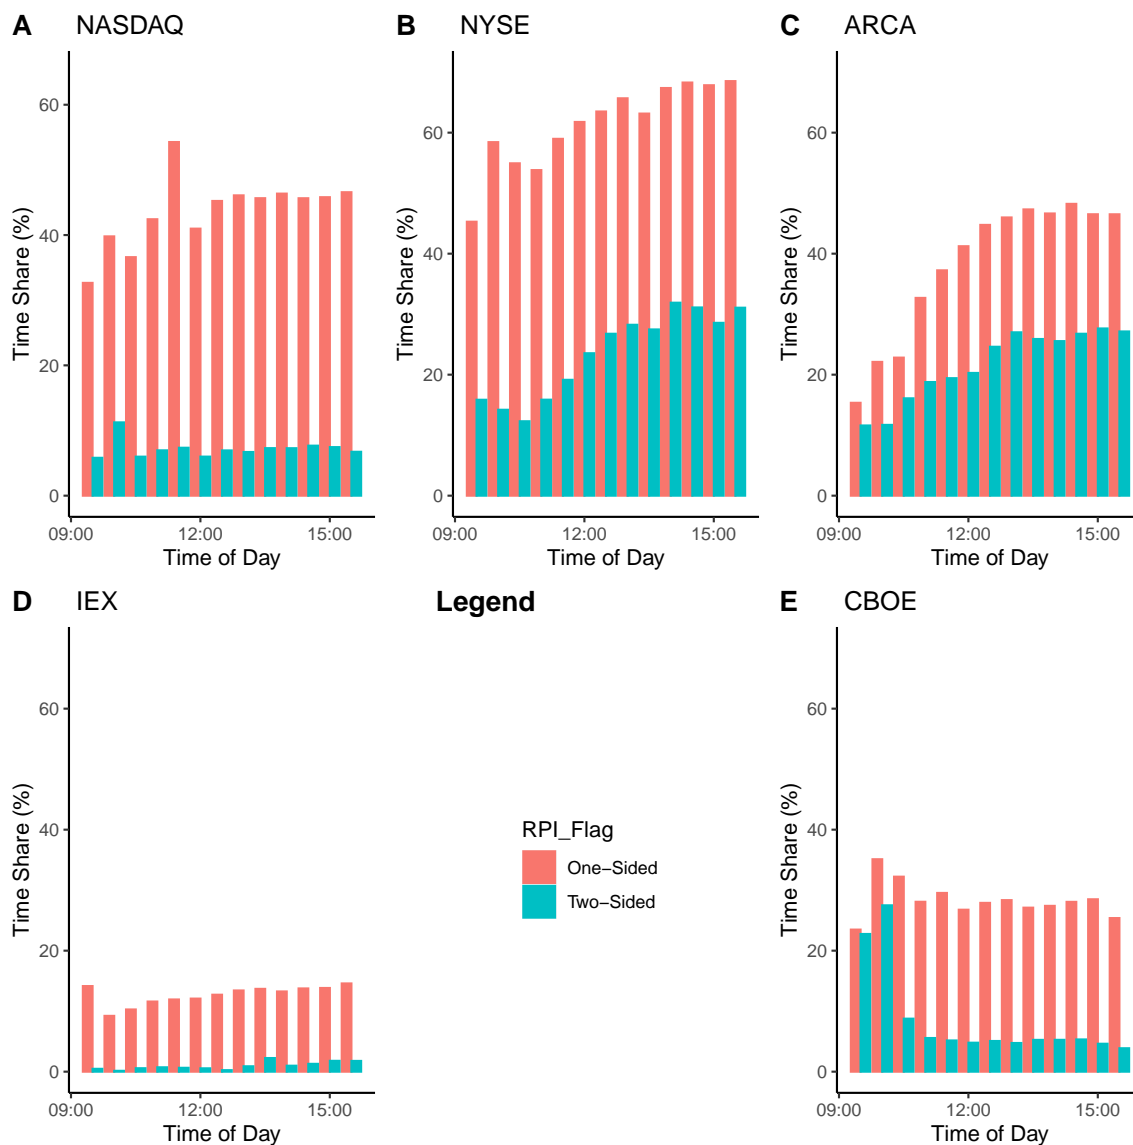 A NASDAQ
Time Share (%)
60
40
20
0
09:00 12:00 15:00
Time of Day
B NYSE
Time Share (%)
60
40
20
0
09:00 12:00 15:00
Time of Day
C ARCA
Time Share (%)
60
40
20
0
09:00 12:00 15:00
Time of Day
D IEX
Time Share (%)
60
40
20
0
09:00 12:00 15:00
Time of Day
Legend
RPI_Flag
One−Sided
Two−Sided
E CBOE
Time Share (%)
60
40
20
0
09:00 12:00 15:00
Time of Day